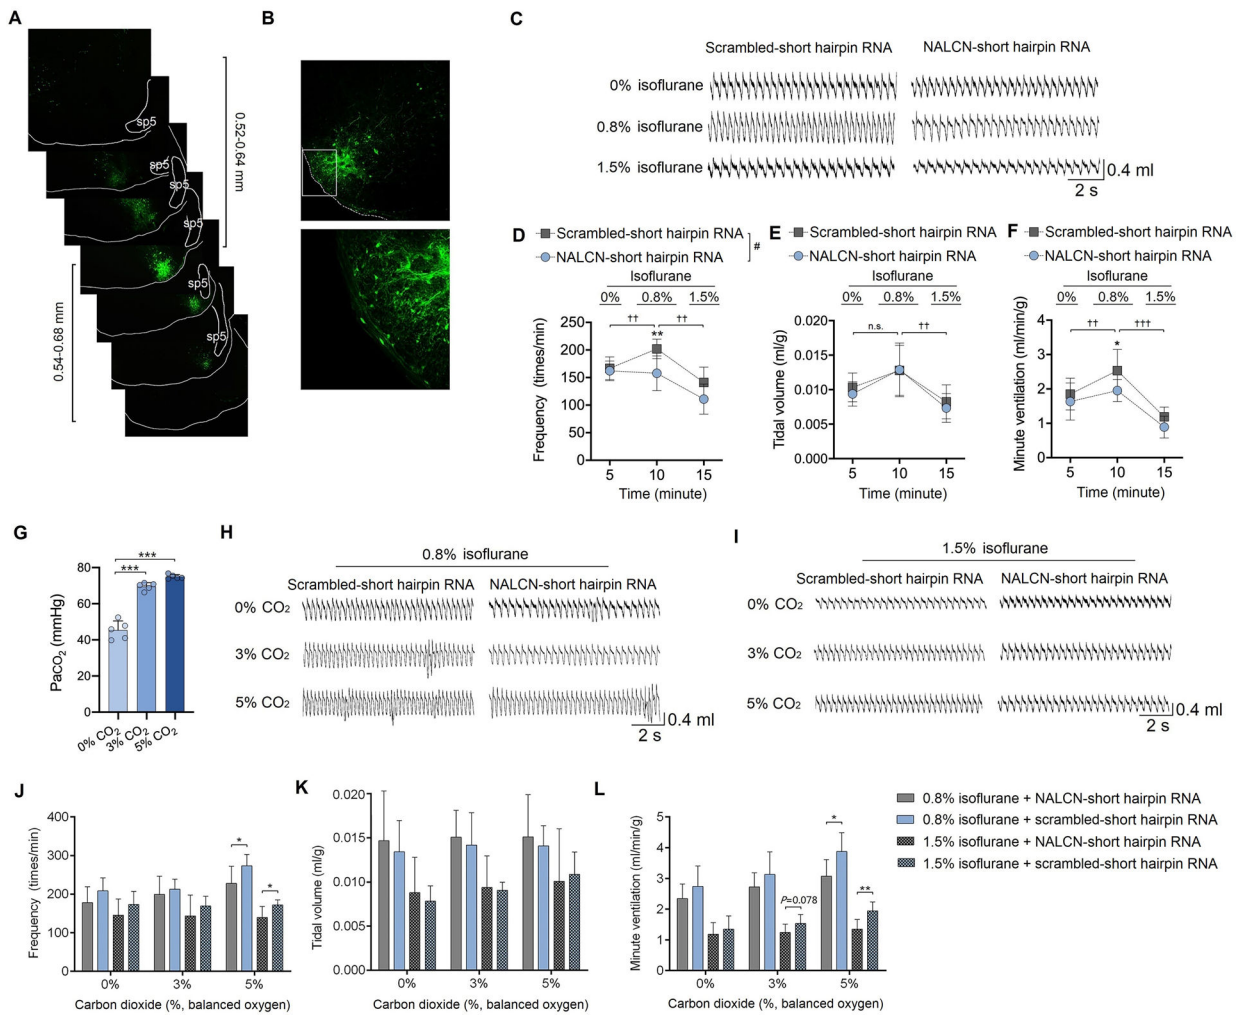 A
sp5
sp5
sp5
sp5
sp5
sp5
0.52-0.64 mm
0.54-0.68 mm
B
C
Scrambled-short hairpin RNA
NALCN-short hairpin RNA
0% isoflurane
0.8% isoflurane
1.5% isoflurane
0.4 ml
2 s
D
Scrambled-short hairpin RNA
NALCN-short hairpin RNA
#
Isoflurane
0% 0.8% 1.5%
†† ††
**
Frequency (times/min)
250
200
150
100
50
0
5 10 15
Time (minute)
E
Scrambled-short hairpin RNA
NALCN-short hairpin RNA
Isoflurane
0% 0.8% 1.5%
n.s. ††
Tidal volume (ml/g)
0.020
0.015
0.010
0.005
0.000
5 10 15
Time (minute)
F
Scrambled-short hairpin RNA
NALCN-short hairpin RNA
Isoflurane
0% 0.8% 1.5%
†† †††
*
Minute ventilation (ml/min/g)
4
3
2
1
0
5 10 15
Time (minute)
G
***
***
PaCO₂ (mmHg)
80
60
40
20
0
0% CO₂
3% CO₂
5% CO₂
H
0.8% isoflurane
Scrambled-short hairpin RNA
NALCN-short hairpin RNA
0% CO₂
3% CO₂
5% CO₂
0.4 ml
2 s
I
1.5% isoflurane
Scrambled-short hairpin RNA
NALCN-short hairpin RNA
0% CO₂
3% CO₂
5% CO₂
0.4 ml
2 s
J
Frequency (times/min)
400
300
200
100
0
*
*
0% 3% 5%
Carbon dioxide (%, balanced oxygen)
K
Tidal volume (ml/g)
0.020
0.015
0.010
0.005
0.000
0% 3% 5%
Carbon dioxide (%, balanced oxygen)
L
Minute ventilation (ml/min/g)
5
4
3
2
1
0
*
P=0.078
**
0% 3% 5%
Carbon dioxide (%, balanced oxygen)
0.8% isoflurane + NALCN-short hairpin RNA
0.8% isoflurane + scrambled-short hairpin RNA
1.5% isoflurane + NALCN-short hairpin RNA
1.5% isoflurane + scrambled-short hairpin RNA